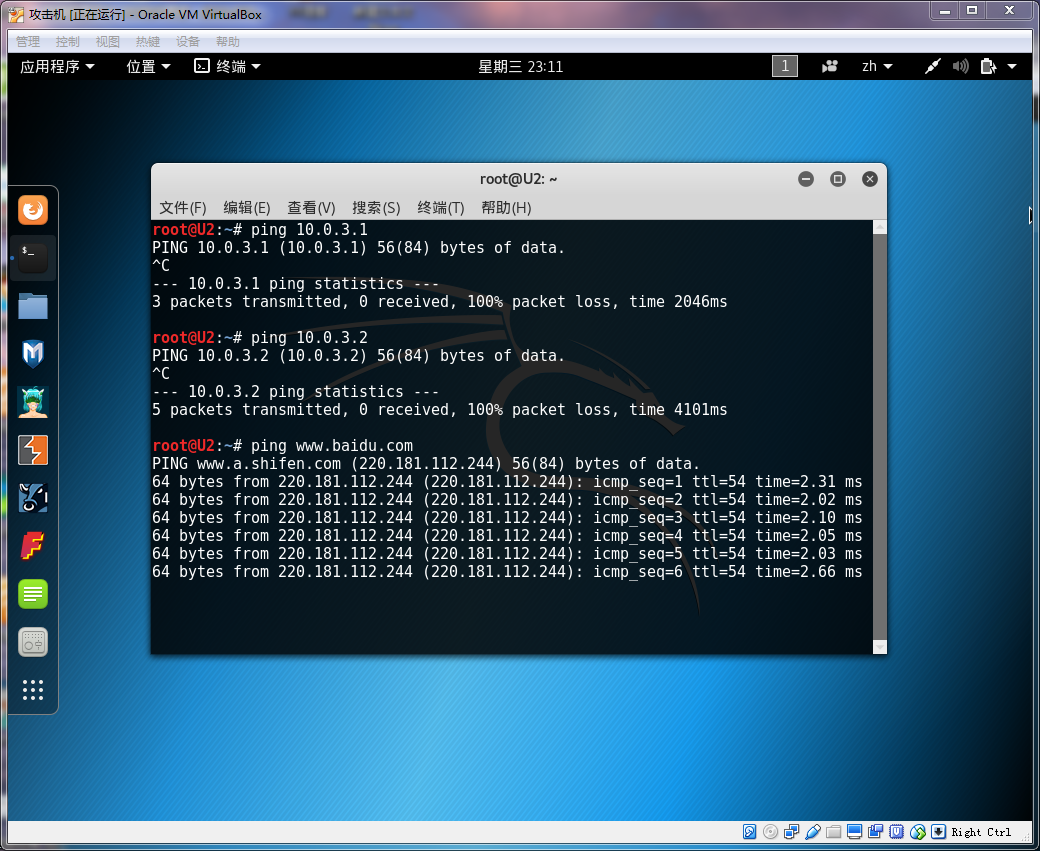 攻击机 [正在运行] - Oracle VM VirtualBox
管理 控制 视图 热键 设备 帮助
应用程序 位置 终端 星期三 23:11 1 zh
root@U2: ~
文件(F) 编辑(E) 查看(V) 搜索(S) 终端(T) 帮助(H)
root@U2:~# ping 10.0.3.1
PING 10.0.3.1 (10.0.3.1) 56(84) bytes of data.
^C
--- 10.0.3.1 ping statistics ---
3 packets transmitted, 0 received, 100% packet loss, time 2046ms
root@U2:~# ping 10.0.3.2
PING 10.0.3.2 (10.0.3.2) 56(84) bytes of data.
^C
--- 10.0.3.2 ping statistics ---
5 packets transmitted, 0 received, 100% packet loss, time 4101ms
root@U2:~# ping www.baidu.com
PING www.a.shifen.com (220.181.112.244) 56(84) bytes of data.
64 bytes from 220.181.112.244 (220.181.112.244): icmp_seq=1 ttl=54 time=2.31 ms
64 bytes from 220.181.112.244 (220.181.112.244): icmp_seq=2 ttl=54 time=2.02 ms
64 bytes from 220.181.112.244 (220.181.112.244): icmp_seq=3 ttl=54 time=2.10 ms
64 bytes from 220.181.112.244 (220.181.112.244): icmp_seq=4 ttl=54 time=2.05 ms
64 bytes from 220.181.112.244 (220.181.112.244): icmp_seq=5 ttl=54 time=2.03 ms
64 bytes from 220.181.112.244 (220.181.112.244): icmp_seq=6 ttl=54 time=2.66 ms
Right Ctrl